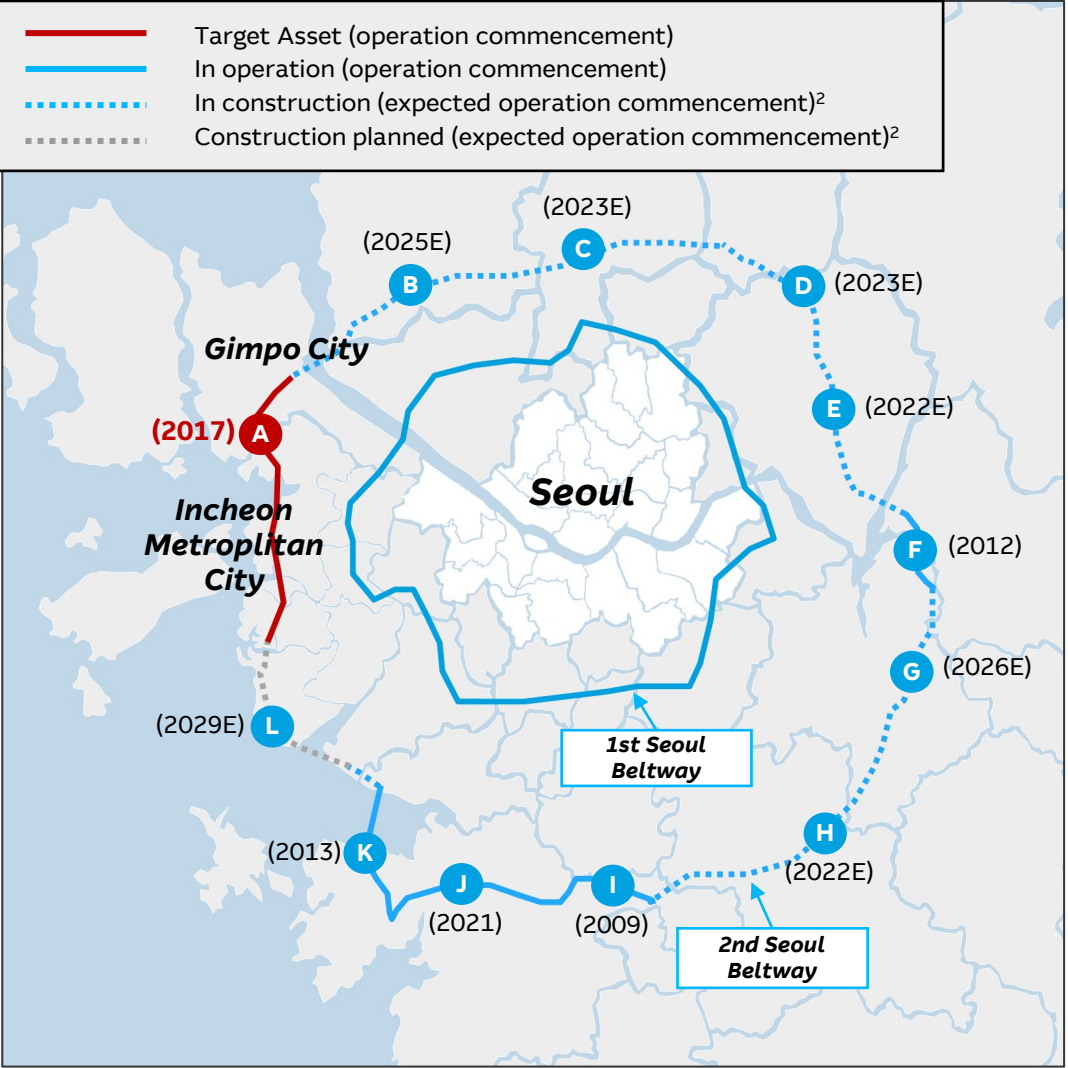 Target Asset (operation commencement)
In operation (operation commencement)
In construction (expected operation commencement)²
Construction planned (expected operation commencement)²
(2023E)
C
(2025E)
B
D
(2023E)
Gimpo City
E
(2022E)
(2017)
A
Seoul
Incheon
Metroplitan
City
F
(2012)
G
(2026E)
(2029E)
L
1st Seoul
Beltway
H
(2022E)
(2013)
K
J
(2021)
I
(2009)
2nd Seoul
Beltway